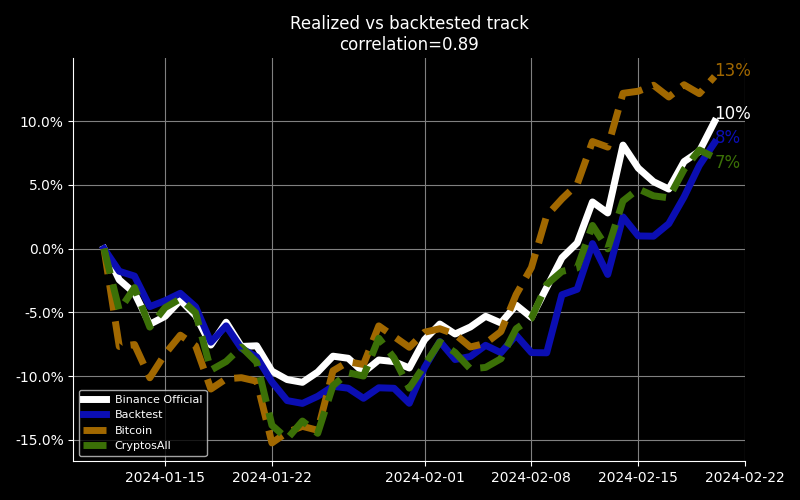 Realized vs backtested track
correlation=0.89
13%
10%
8%
7%
10.0%
5.0%
0.0%
-5.0%
-10.0%
-15.0%
Binance Official
Backtest
Bitcoin
CryptosAll
2024-01-15
2024-01-22
2024-02-01
2024-02-08
2024-02-15
2024-02-22